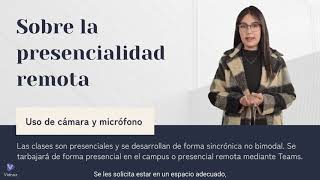 Sobre la
presencialidad
remota
Uso de cámara y micrófono
Las clases son presenciales y se desarrollan de forma sincrónica no bimodal. Se
tarbajará de forma presencial en el campus o presencial remota mediante Teams.
Se les solicita estar en un espacio adecuado,